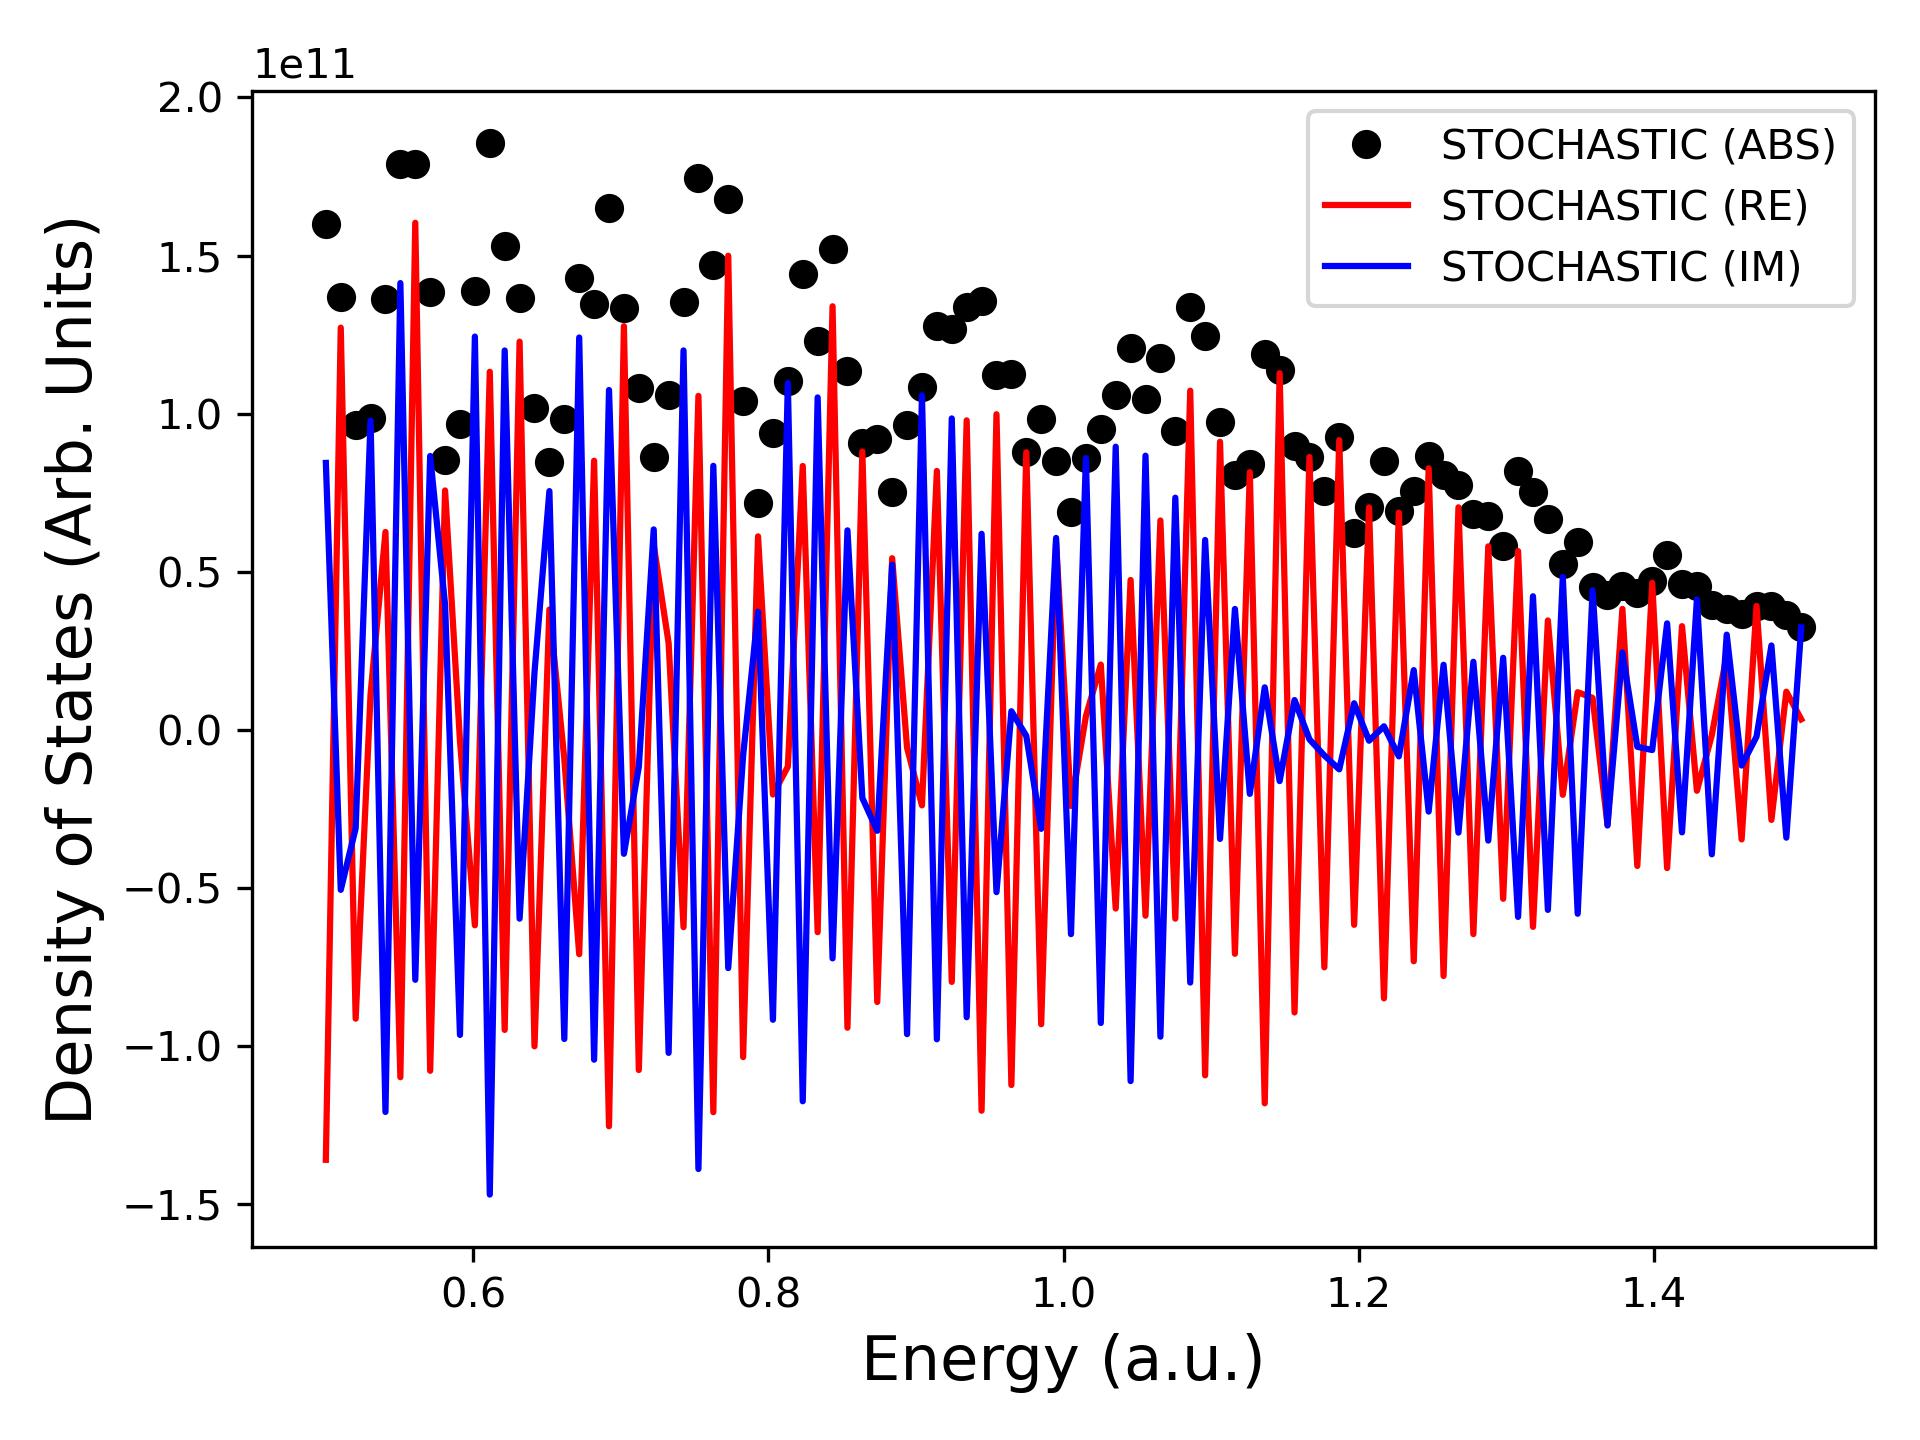 1e11
2.0
1.5
1.0
0.5
0.0
−0.5
−1.0
−1.5
Density of States (Arb. Units)
STOCHASTIC (ABS)
STOCHASTIC (RE)
STOCHASTIC (IM)
0.6 0.8 1.0 1.2 1.4
Energy (a.u.)